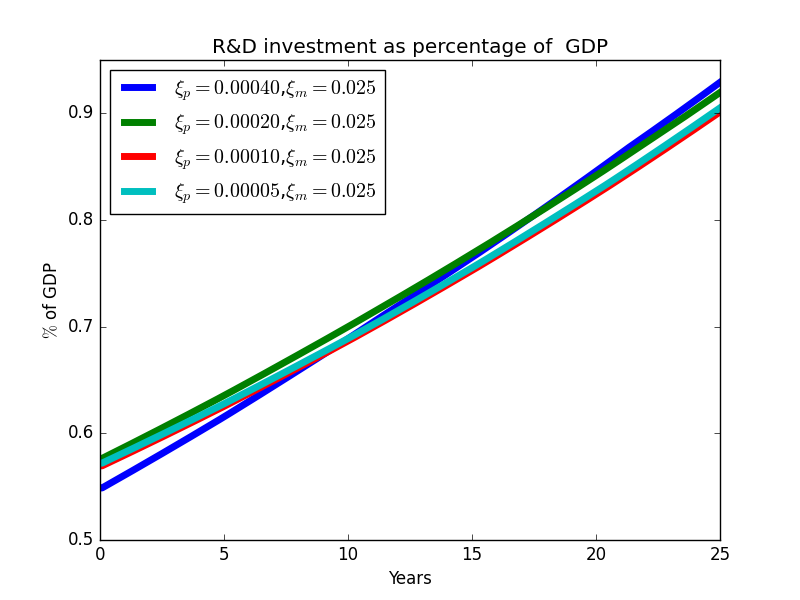 R&D investment as percentage of  GDP
ξₚ = 0.00040,ξₘ = 0.025
ξₚ = 0.00020,ξₘ = 0.025
ξₚ = 0.00010,ξₘ = 0.025
ξₚ = 0.00005,ξₘ = 0.025
% of GDP
0.9
0.8
0.7
0.6
0.5
0 5 10 15 20 25
Years